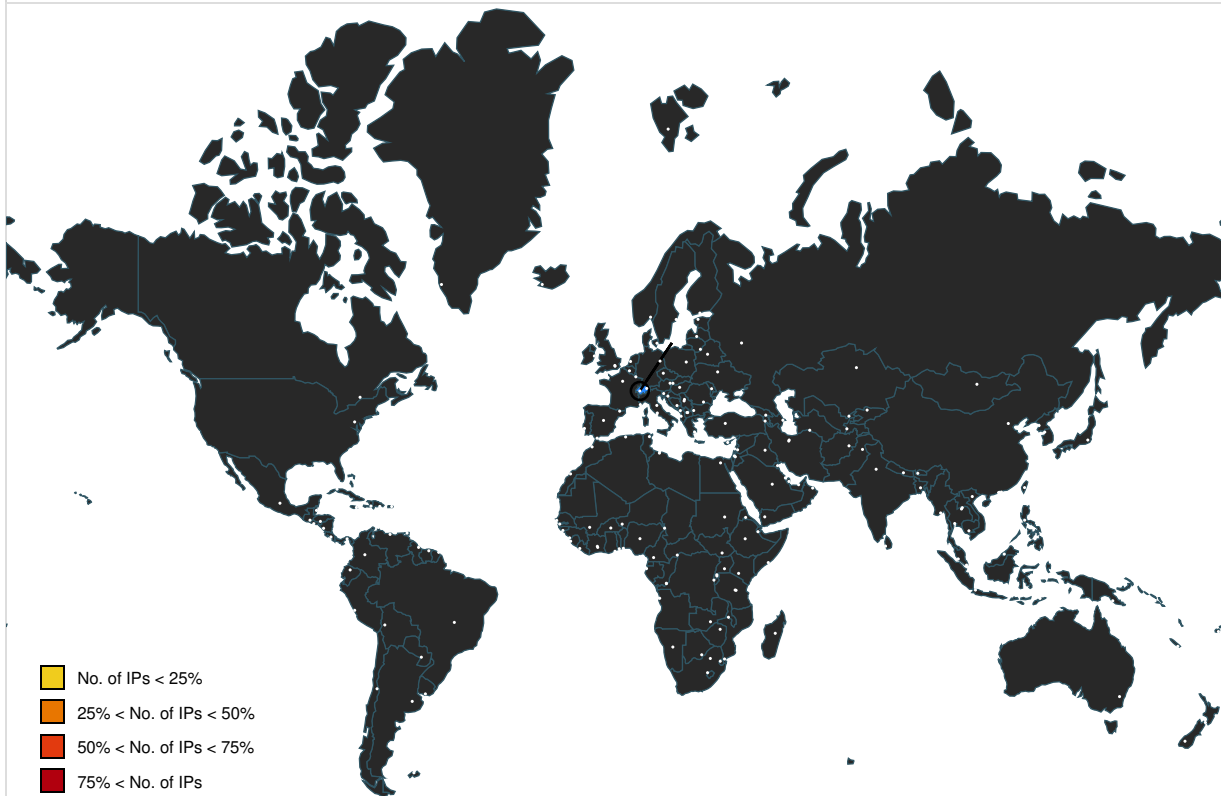 No. of IPs < 25%
25% < No. of IPs < 50%
50% < No. of IPs < 75%
75% < No. of IPs